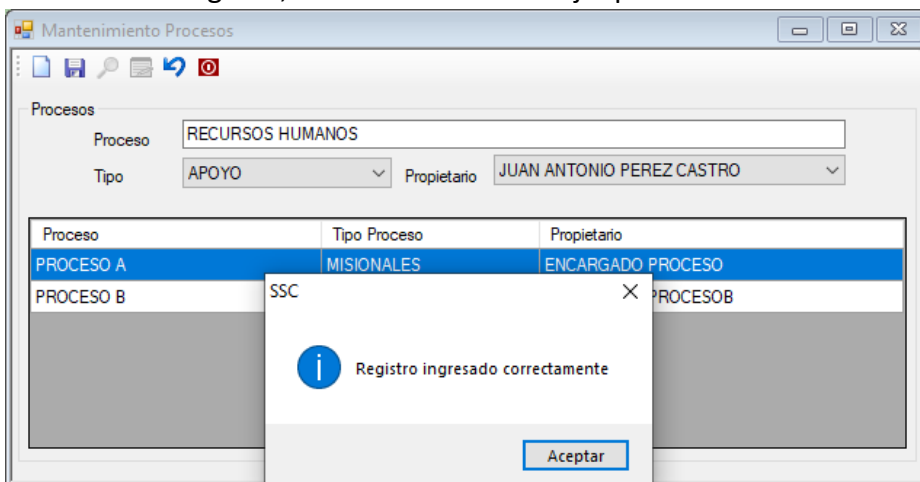 Mantenimiento Procesos
Procesos
Proceso RECURSOS HUMANOS
Tipo APOYO Propietario JUAN ANTONIO PEREZ CASTRO
Proceso Tipo Proceso Propietario
PROCESO A MISIONALES ENCARGADO PROCESO
PROCESO B PROCESOB
SSC
Registro ingresado correctamente
Aceptar